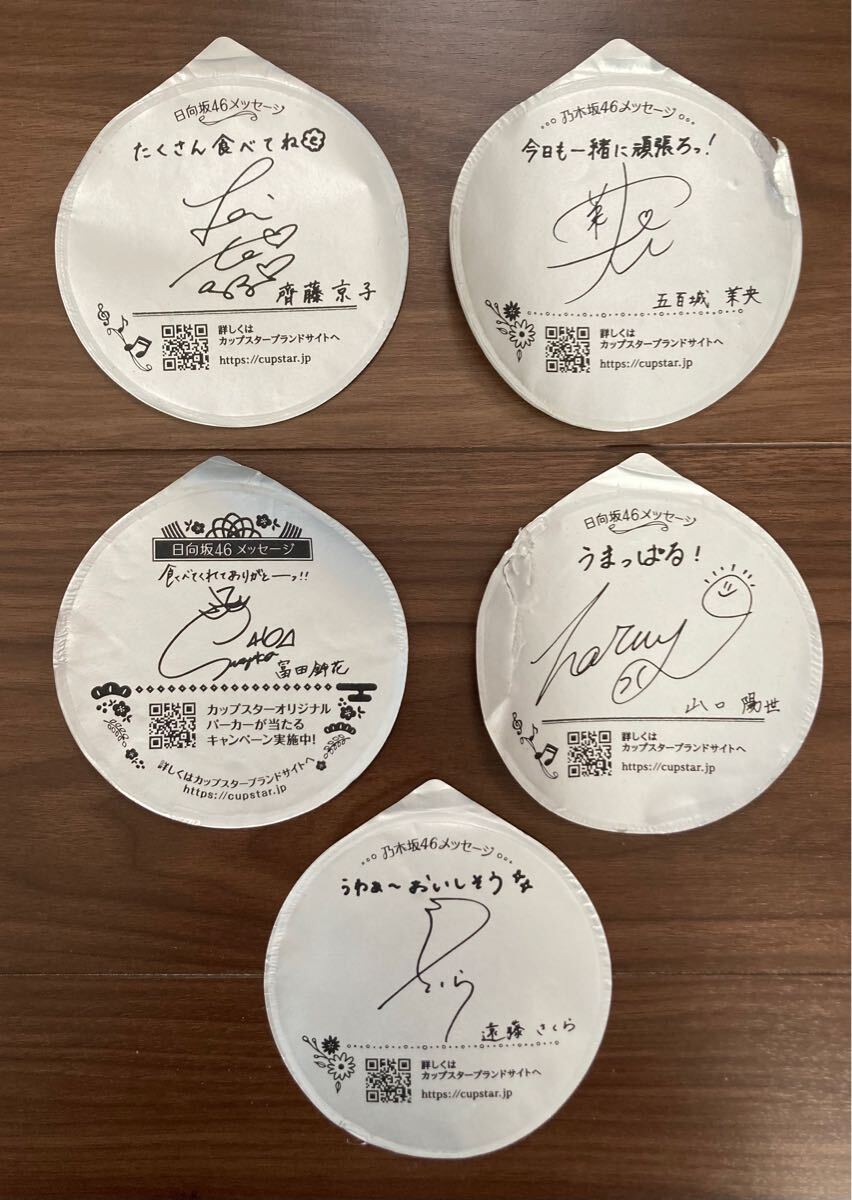 日向坂46メッセージ
たくさん食べてね
齊藤京子
詳しくは
カップスターブランドサイトへ
https://cupstar.jp
乃木坂46メッセージ
今日も一緒に頑張ろっ!
五百城 茉央
詳しくは
カップスターブランドサイトへ
https://cupstar.jp
日向坂46メッセージ
食べてくれてありがとーっ!!
富田鈴花
カップスターオリジナル
パーカーが当たる
キャンペーン実施中!
詳しくはカップスターブランドサイトへ
https://cupstar.jp
日向坂46メッセージ
うまっぱる!
haruyo
山口 陽世
詳しくは
カップスターブランドサイトへ
https://cupstar.jp
乃木坂46メッセージ
うわぁ〜おいしそう
遠藤 さくら
詳しくは
カップスターブランドサイトへ
https://cupstar.jp